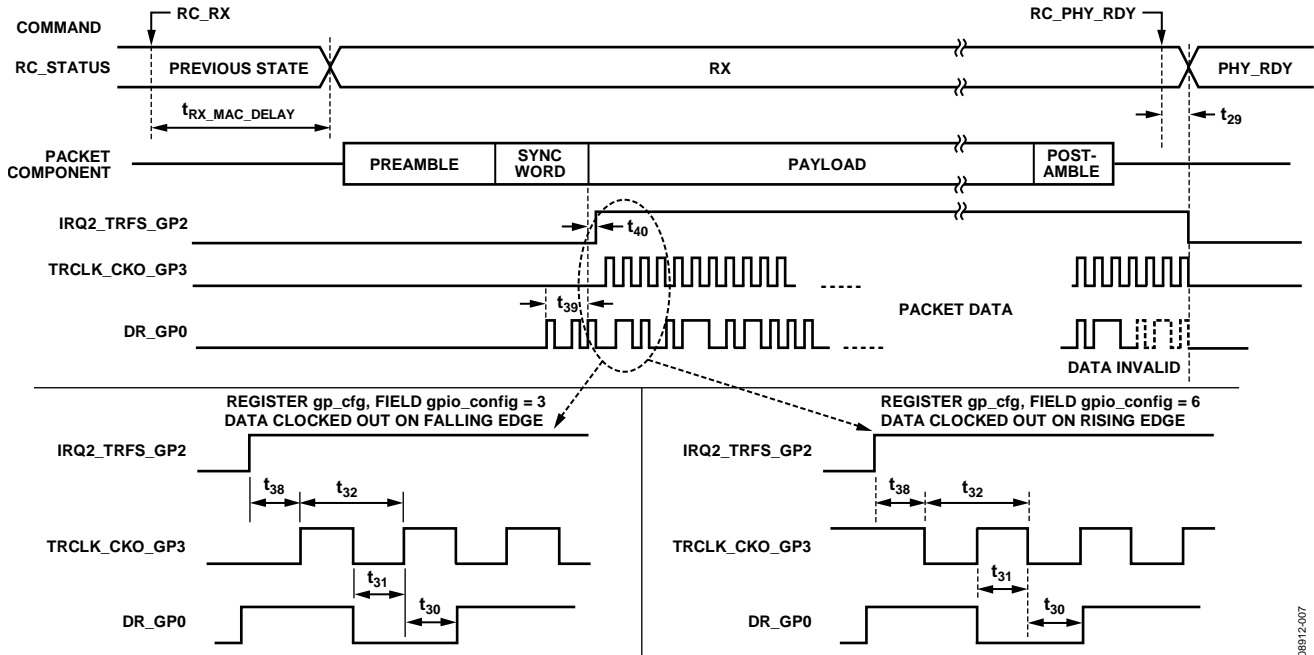 COMMAND
RC_RX
RC_PHY_RDY
RC_STATUS
PREVIOUS STATE
RX
PHY_RDY
tRX_MAC_DELAY
t29
PACKET
COMPONENT
PREAMBLE
SYNC
WORD
PAYLOAD
POST-
AMBLE
IRQ2_TRFS_GP2
t40
TRCLK_CKO_GP3
t39
PACKET DATA
DR_GP0
DATA INVALID
REGISTER gp_cfg, FIELD gpio_config = 3
DATA CLOCKED OUT ON FALLING EDGE
IRQ2_TRFS_GP2
t38
t32
TRCLK_CKO_GP3
t31
t30
DR_GP0
REGISTER gp_cfg, FIELD gpio_config = 6
DATA CLOCKED OUT ON RISING EDGE
IRQ2_TRFS_GP2
t38
t32
TRCLK_CKO_GP3
t31
t30
DR_GP0
08912-007